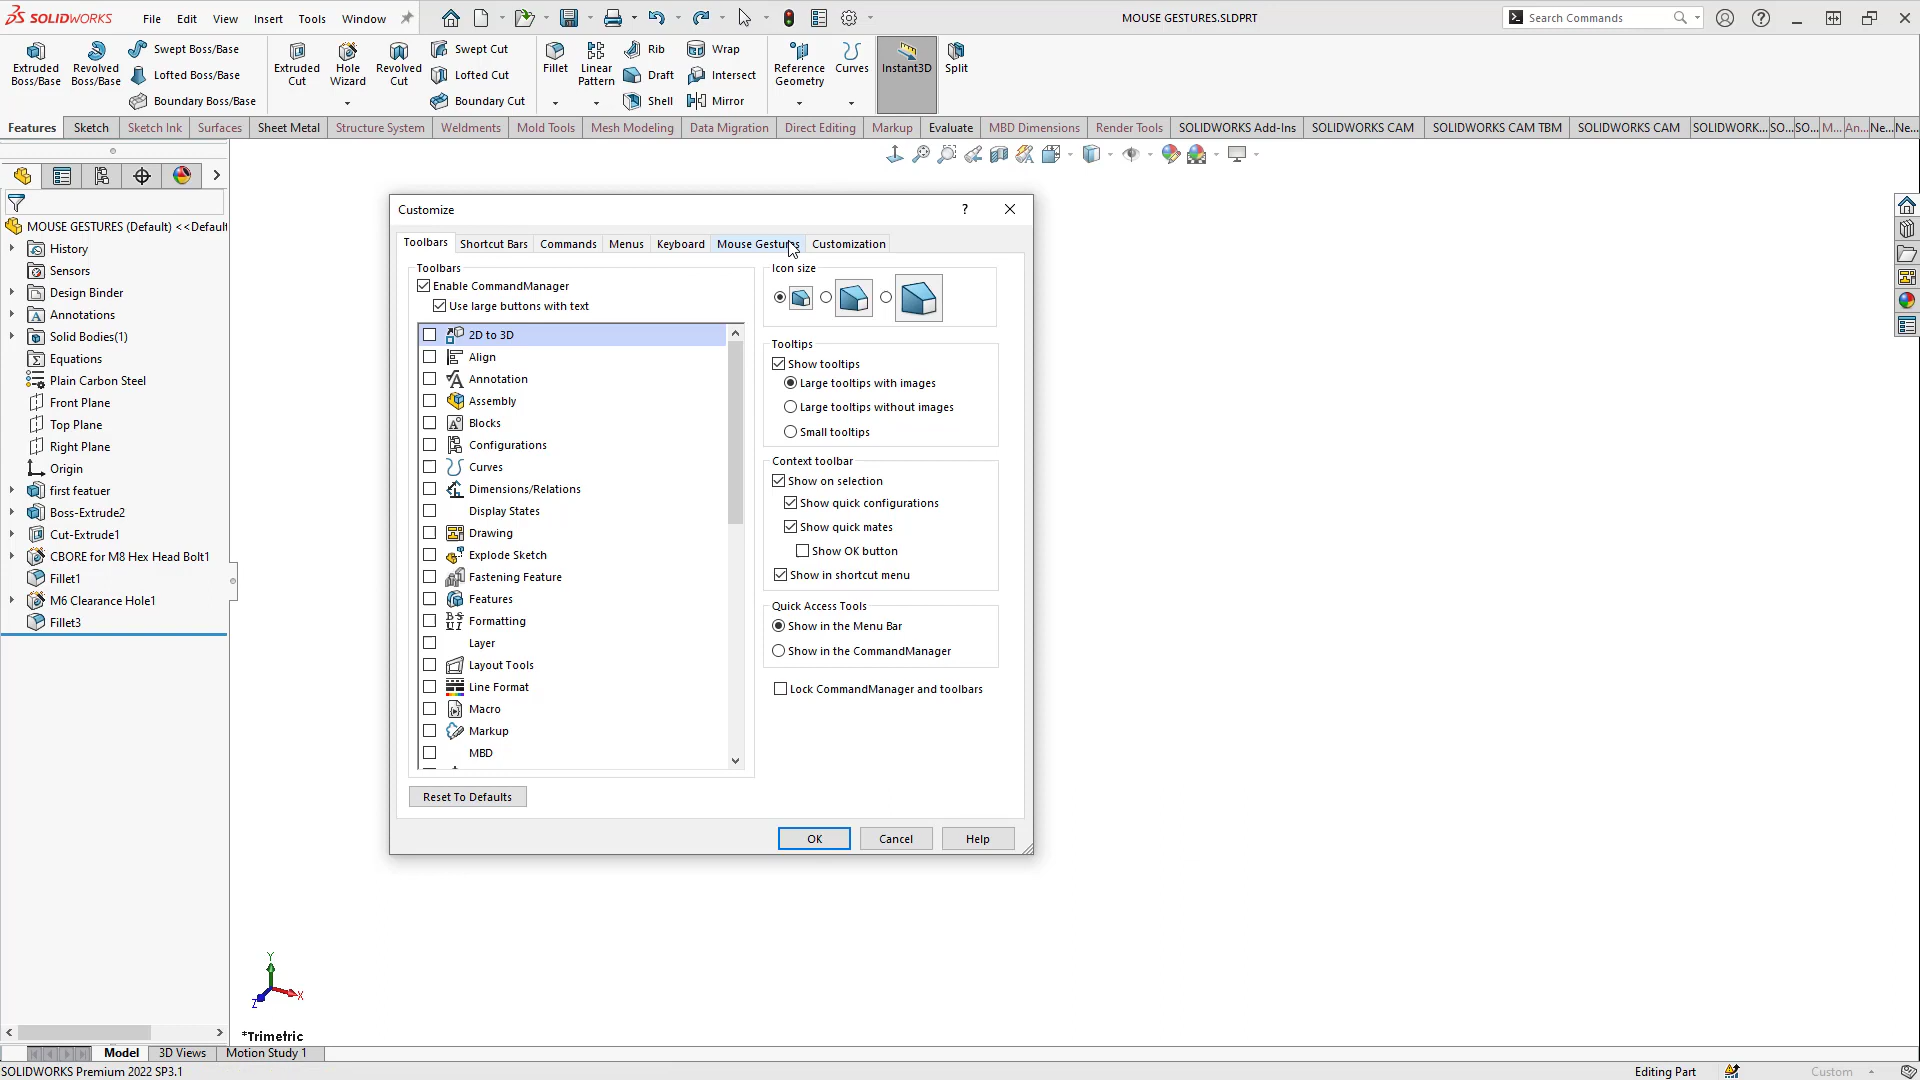 SOLIDWORKS File Edit View Insert Tools Window MOUSE GESTURES.SLDPRT Search Commands
Extruded Boss/Base
Revolved Boss/Base
Swept Boss/Base
Lofted Boss/Base
Boundary Boss/Base
Extruded Cut
Hole Wizard
Revolved Cut
Swept Cut
Lofted Cut
Boundary Cut
Fillet
Linear Pattern
Rib
Draft
Shell
Wrap
Intersect
Mirror
Reference Geometry
Curves
Instant3D
Split
Features Sketch Sketch Ink Surfaces Sheet Metal Structure System Weldments Mold Tools Mesh Modeling Data Migration Direct Editing Markup Evaluate MBD Dimensions Render Tools SOLIDWORKS Add-Ins SOLIDWORKS CAM SOLIDWORKS CAM TBM SOLIDWORKS CAM SOLIDWORK... SO... SO... M... An... Ne... Ne...
MOUSE GESTURES (Default) <<Default
History
Sensors
Design Binder
Annotations
Solid Bodies(1)
Equations
Plain Carbon Steel
Front Plane
Top Plane
Right Plane
Origin
first featuer
Boss-Extrude2
Cut-Extrude1
CBORE for M8 Hex Head Bolt1
Fillet1
M6 Clearance Hole1
Fillet3
Customize
Toolbars Shortcut Bars Commands Menus Keyboard Mouse Gestures Customization
Toolbars
Enable CommandManager
Use large buttons with text
2D to 3D
Align
Annotation
Assembly
Blocks
Configurations
Curves
Dimensions/Relations
Display States
Drawing
Explode Sketch
Fastening Feature
Features
Formatting
Layer
Layout Tools
Line Format
Macro
Markup
MBD
Reset To Defaults
Icon size
Tooltips
Show tooltips
Large tooltips with images
Large tooltips without images
Small tooltips
Context toolbar
Show on selection
Show quick configurations
Show quick mates
Show OK button
Show in shortcut menu
Quick Access Tools
Show in the Menu Bar
Show in the CommandManager
Lock CommandManager and toolbars
OK Cancel Help
Y
X
Z
*Trimetric
Model 3D Views Motion Study 1
SOLIDWORKS Premium 2022 SP3.1 Editing Part Custom